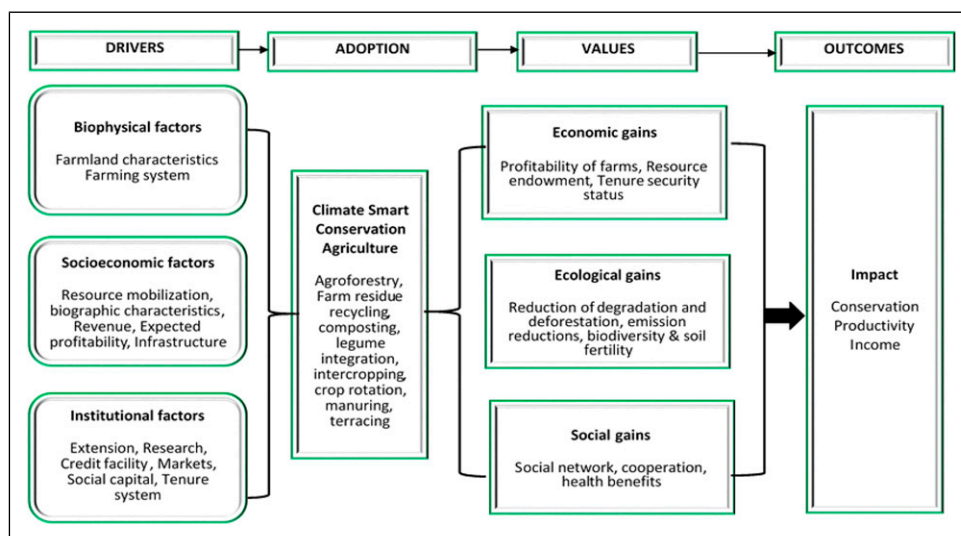 DRIVERS
ADOPTION
VALUES
OUTCOMES
Biophysical factors
Farmland characteristics
Farming system
Socioeconomic factors
Resource mobilization,
biographic characteristics,
Revenue, Expected
profitability, Infrastructure
Institutional factors
Extension, Research,
Credit facility, Markets,
Social capital, Tenure
system
Climate Smart
Conservation
Agriculture
Agroforestry,
Farm residue
recycling,
composting,
legume
integration,
intercropping,
crop rotation,
manuring,
terracing
Economic gains
Profitability of farms, Resource
endowment, Tenure security
status
Ecological gains
Reduction of degradation and
deforestation, emission
reductions, biodiversity & soil
fertility
Social gains
Social network, cooperation,
health benefits
Impact
Conservation
Productivity
Income